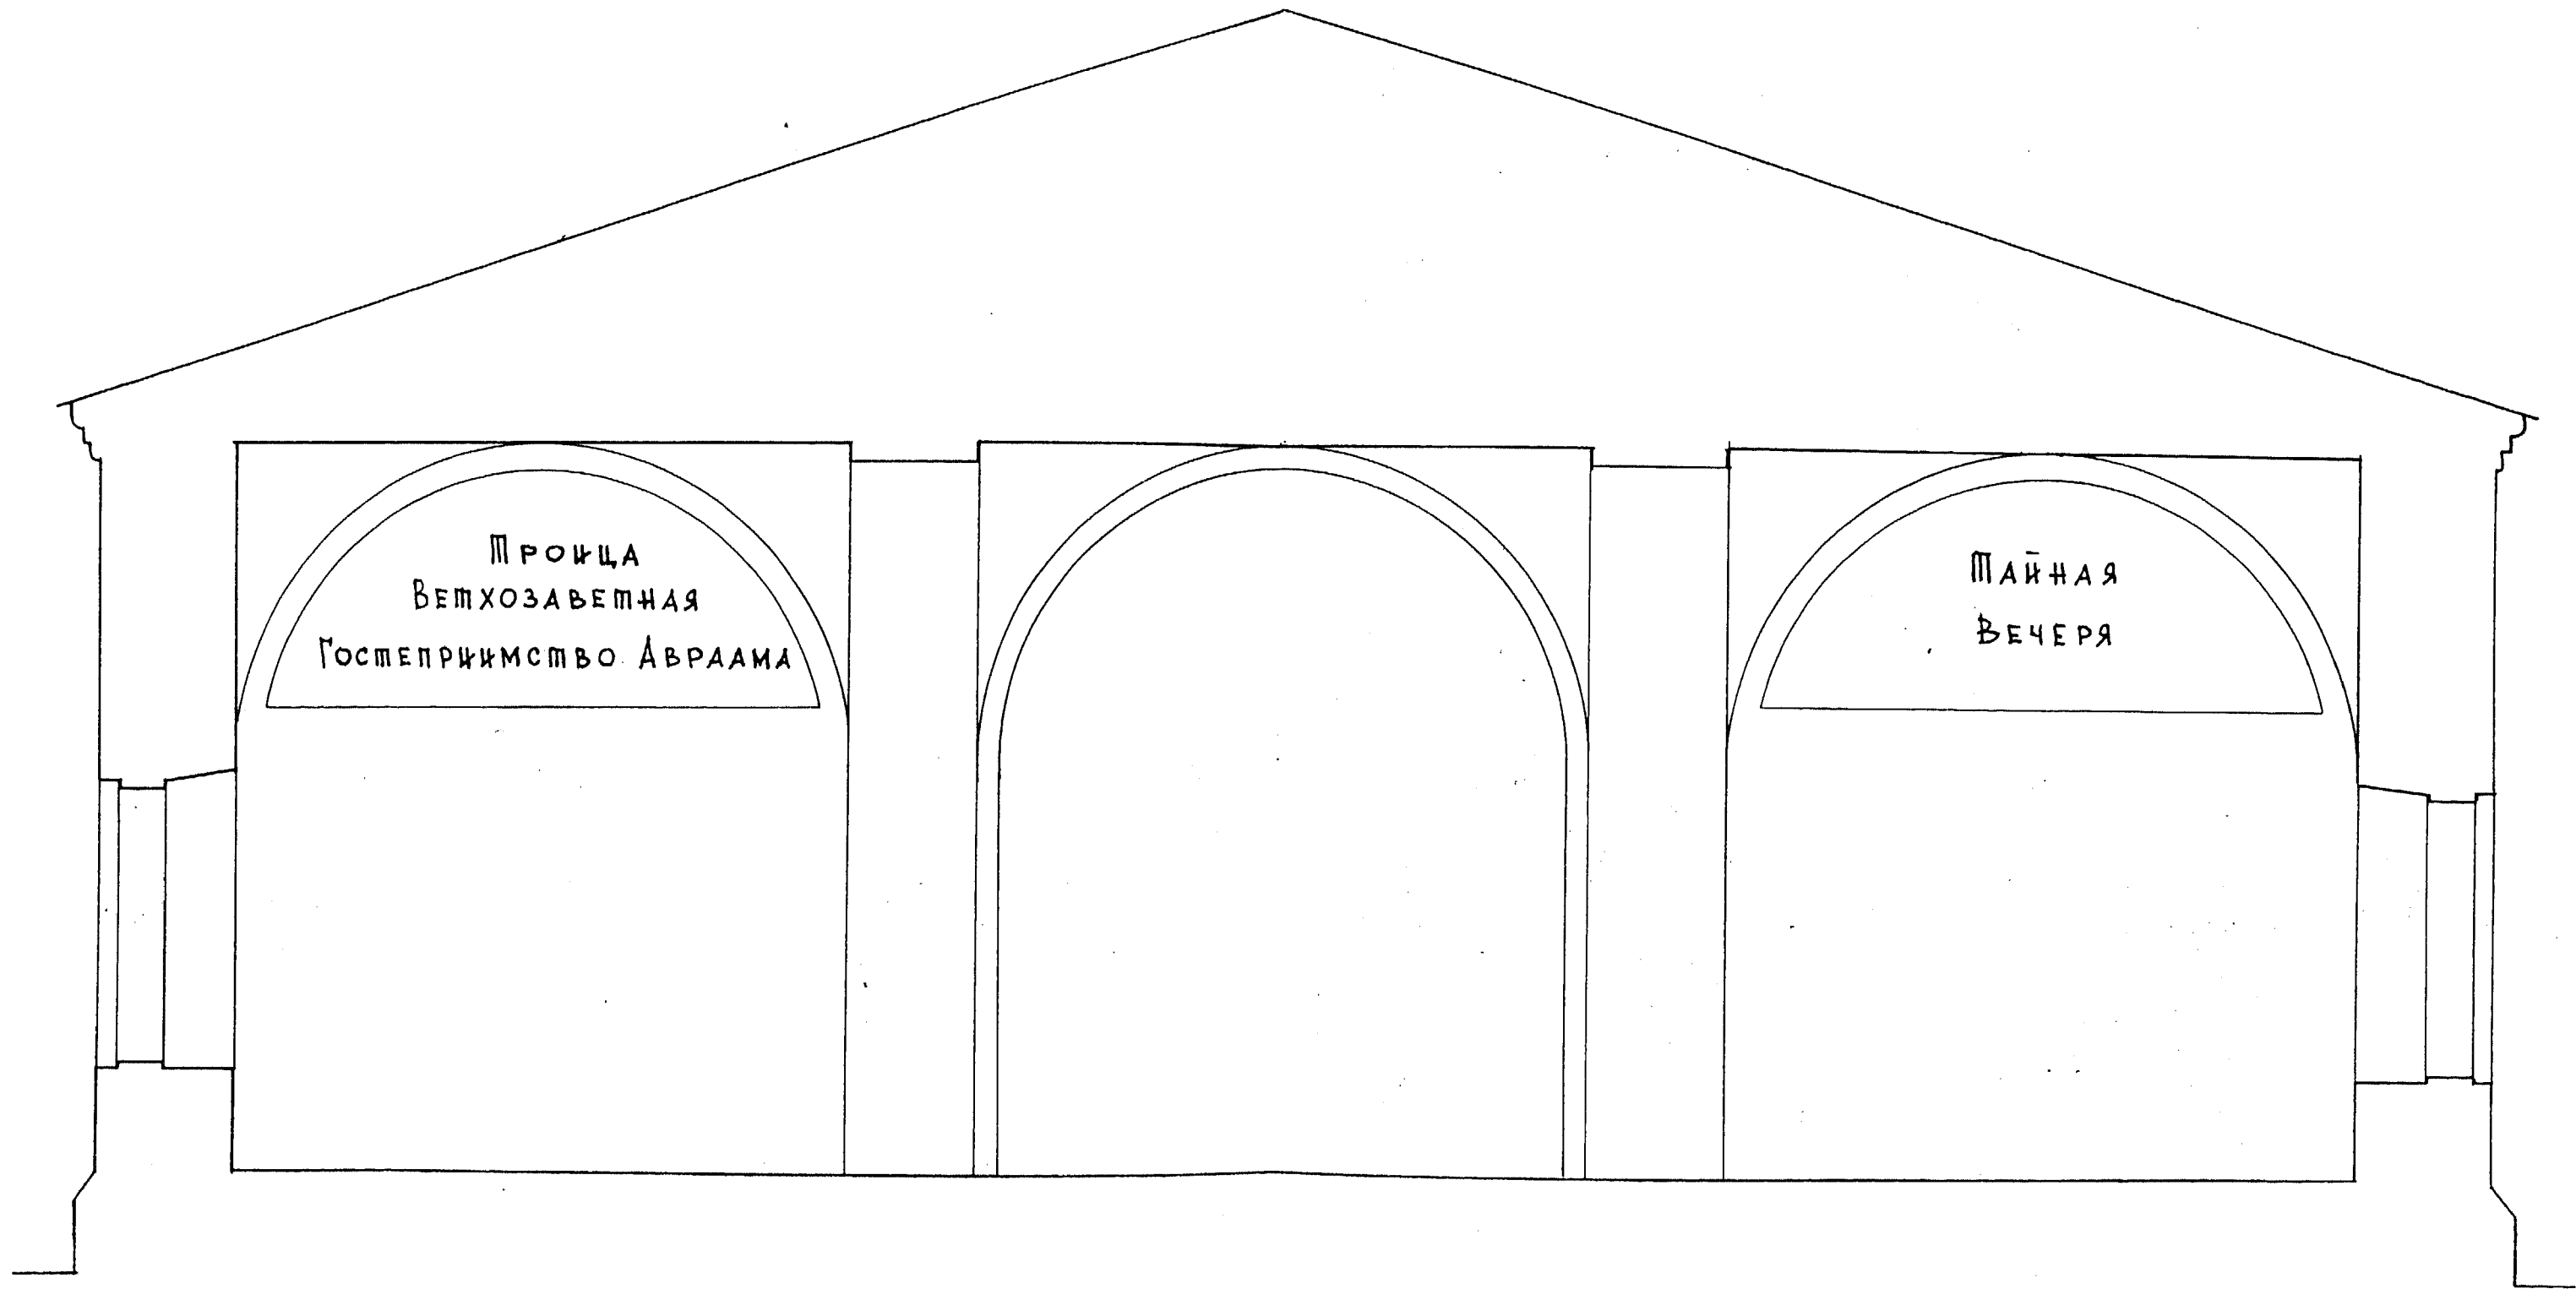 Троица
Ветхозаветная
Гостеприимство Авраама
Тайная
Вечеря